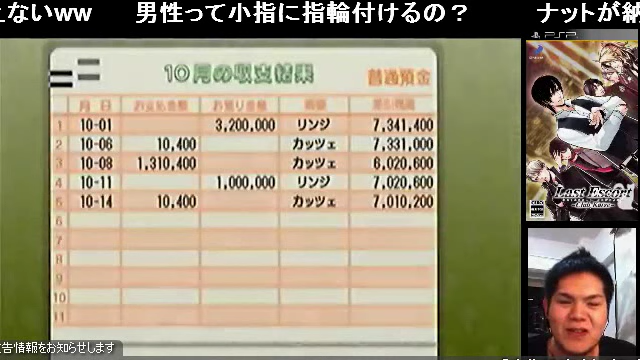 えないww 男性って小指に指輪付けるの? ナットが納
10月の収支結果 普通預金
月 日 お支払金額 お預り金額 摘要 差引残高
1 10-01 3,200,000 リンジ 7,341,400
2 10-06 10,400 カッツェ 7,331,000
3 10-08 1,310,400 カッツェ 6,020,600
4 10-11 1,000,000 リンジ 7,020,600
5 10-14 10,400 カッツェ 7,010,200
6
7
8
9
10
11
告情報をお知らせします
PSP
Last Escort
-Club Katze-